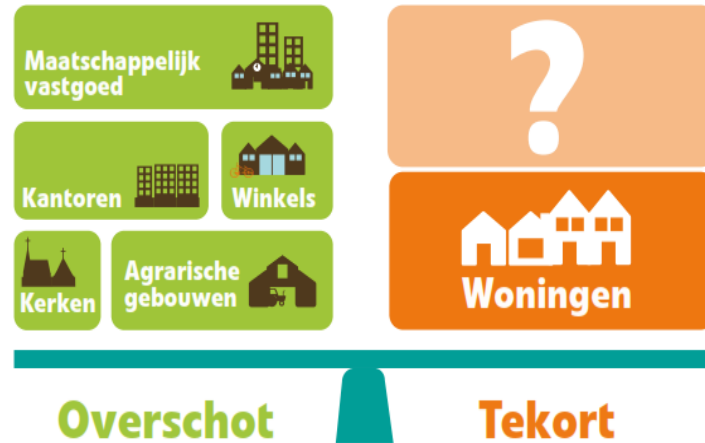 Maatschappelijk
vastgoed
?
Kantoren
Winkels
Kerken
Agrarische
gebouwen
Woningen
Overschot
Tekort